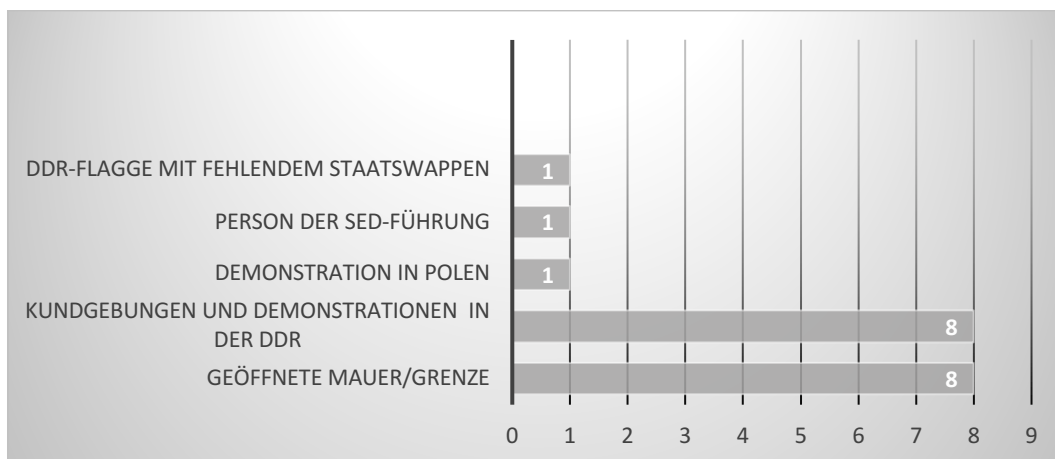 DDR-FLAGGE MIT FEHLENDEM STAATSWAPPEN
1
PERSON DER SED-FÜHRUNG
1
DEMONSTRATION IN POLEN
1
KUNDGEBUNGEN UND DEMONSTRATIONEN IN
DER DDR
8
GEÖFFNETE MAUER/GRENZE
8
0 1 2 3 4 5 6 7 8 9